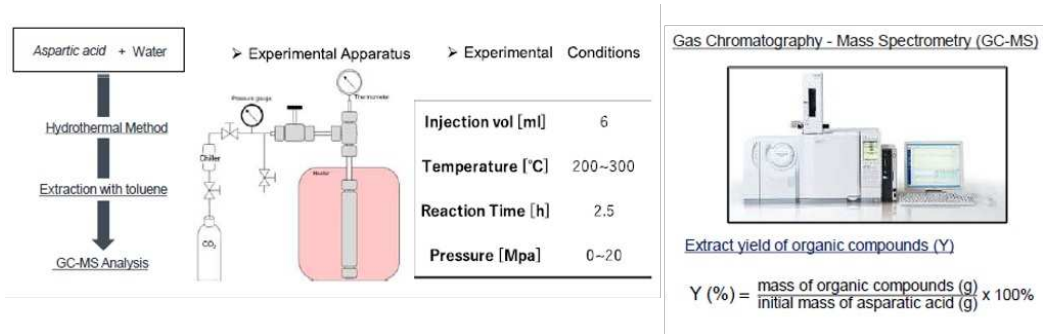 Aspartic acid + Water
Hydrothermal Method
Extraction with toluene
GC-MS Analysis
➢ Experimental Apparatus
Pressure gauge
Thermometer
Chiller
Heater
CO₂
➢ Experimental Conditions
Injection vol [ml] 6
Temperature [℃] 200~300
Reaction Time [h] 2.5
Pressure [Mpa] 0~20
Gas Chromatography - Mass Spectrometry (GC-MS)
Extract yield of organic compounds (Y)
Y (%) = mass of organic compounds (g) / initial mass of asparatic acid (g) x 100%